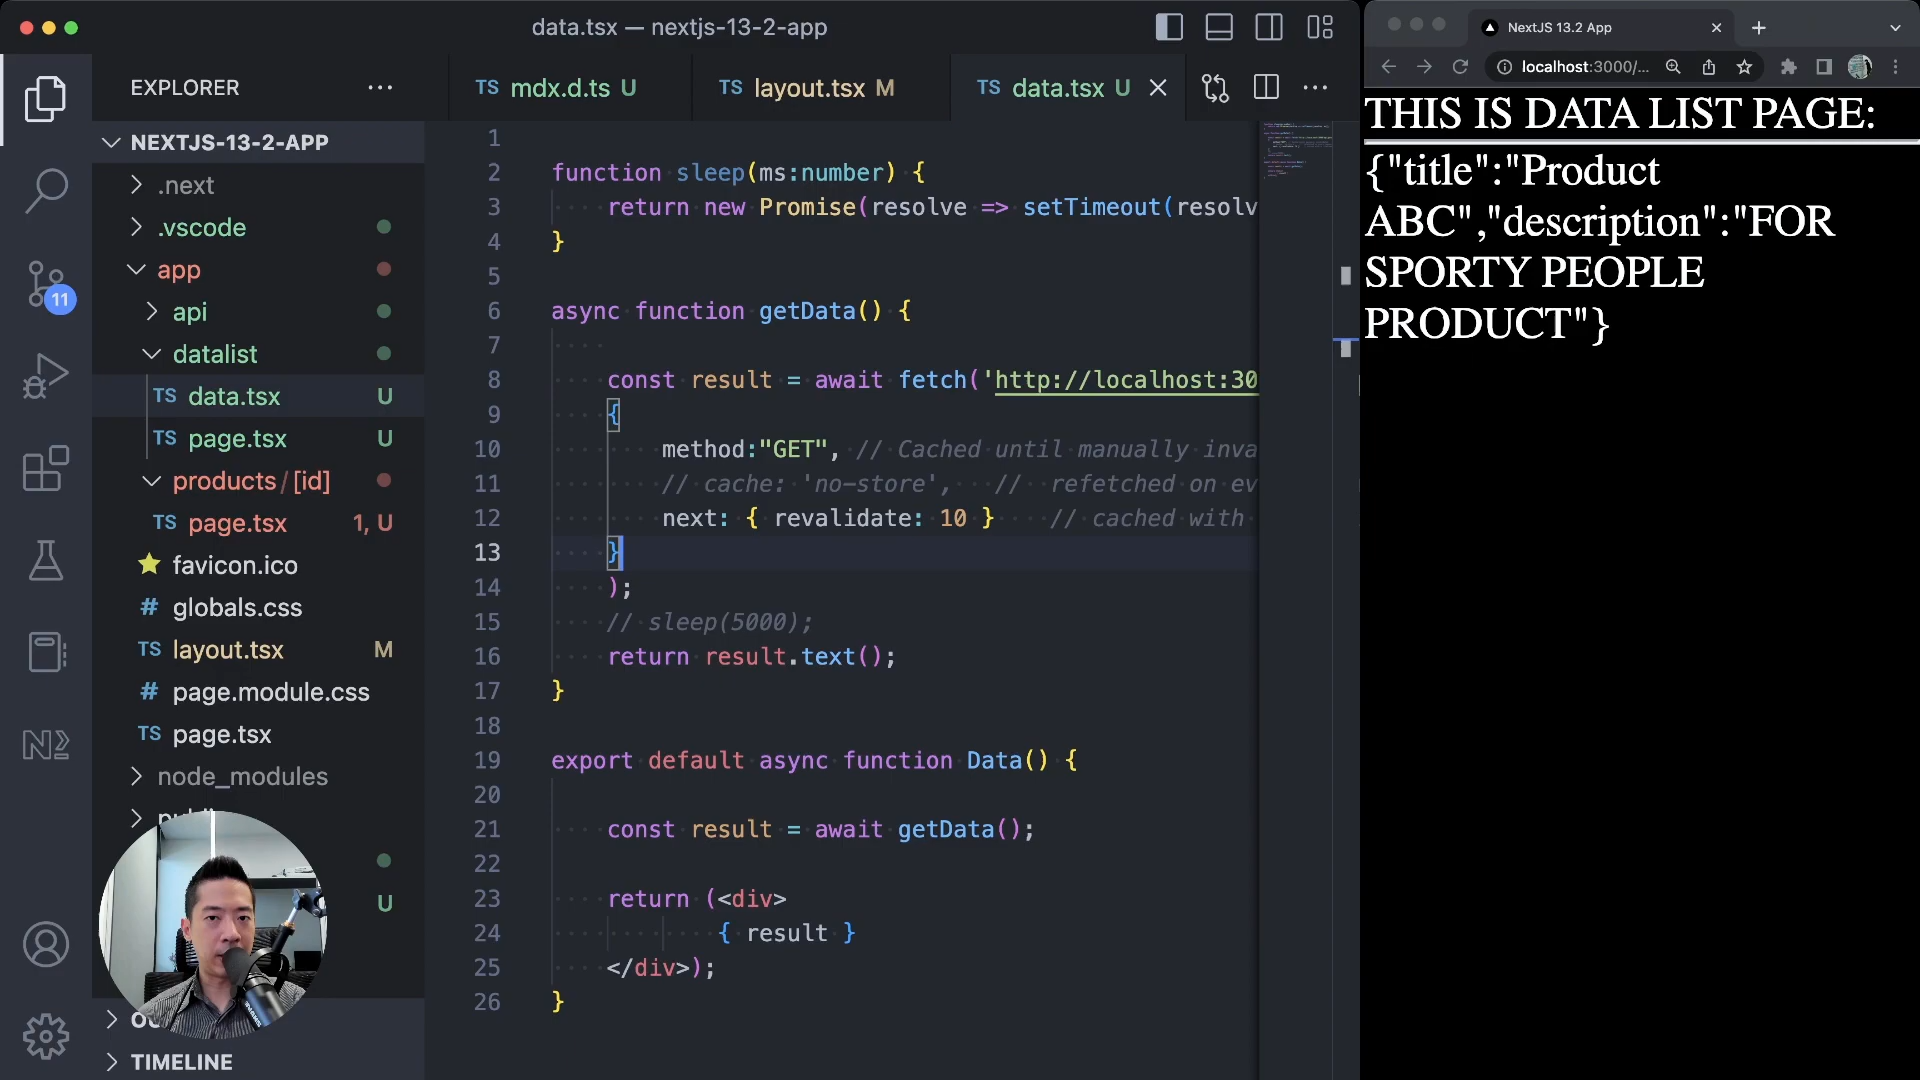 data.tsx — nextjs-13-2-app
EXPLORER
NEXTJS-13-2-APP
.next
.vscode
app
api
datalist
TS data.tsx U
TS page.tsx U
products / [id]
TS page.tsx 1, U
favicon.ico
# globals.css
TS layout.tsx M
# page.module.css
TS page.tsx
node_modules
U
TIMELINE
11
TS mdx.d.ts U
TS layout.tsx M
TS data.tsx U
1
2 function sleep(ms:number) {
3 return new Promise(resolve => setTimeout(resolv
4 }
5
6 async function getData() {
7
8 const result = await fetch('http://localhost:30
9 {
10 method:"GET", // Cached until manually inva
11 // cache: 'no-store', // refetched on ev
12 next: { revalidate: 10 } // cached with
13 }
14 );
15 // sleep(5000);
16 return result.text();
17 }
18
19 export default async function Data() {
20
21 const result = await getData();
22
23 return (<div>
24 { result }
25 </div>);
26 }
NextJS 13.2 App
localhost:3000/...
THIS IS DATA LIST PAGE:
{"title":"Product
ABC","description":"FOR
SPORTY PEOPLE
PRODUCT"}